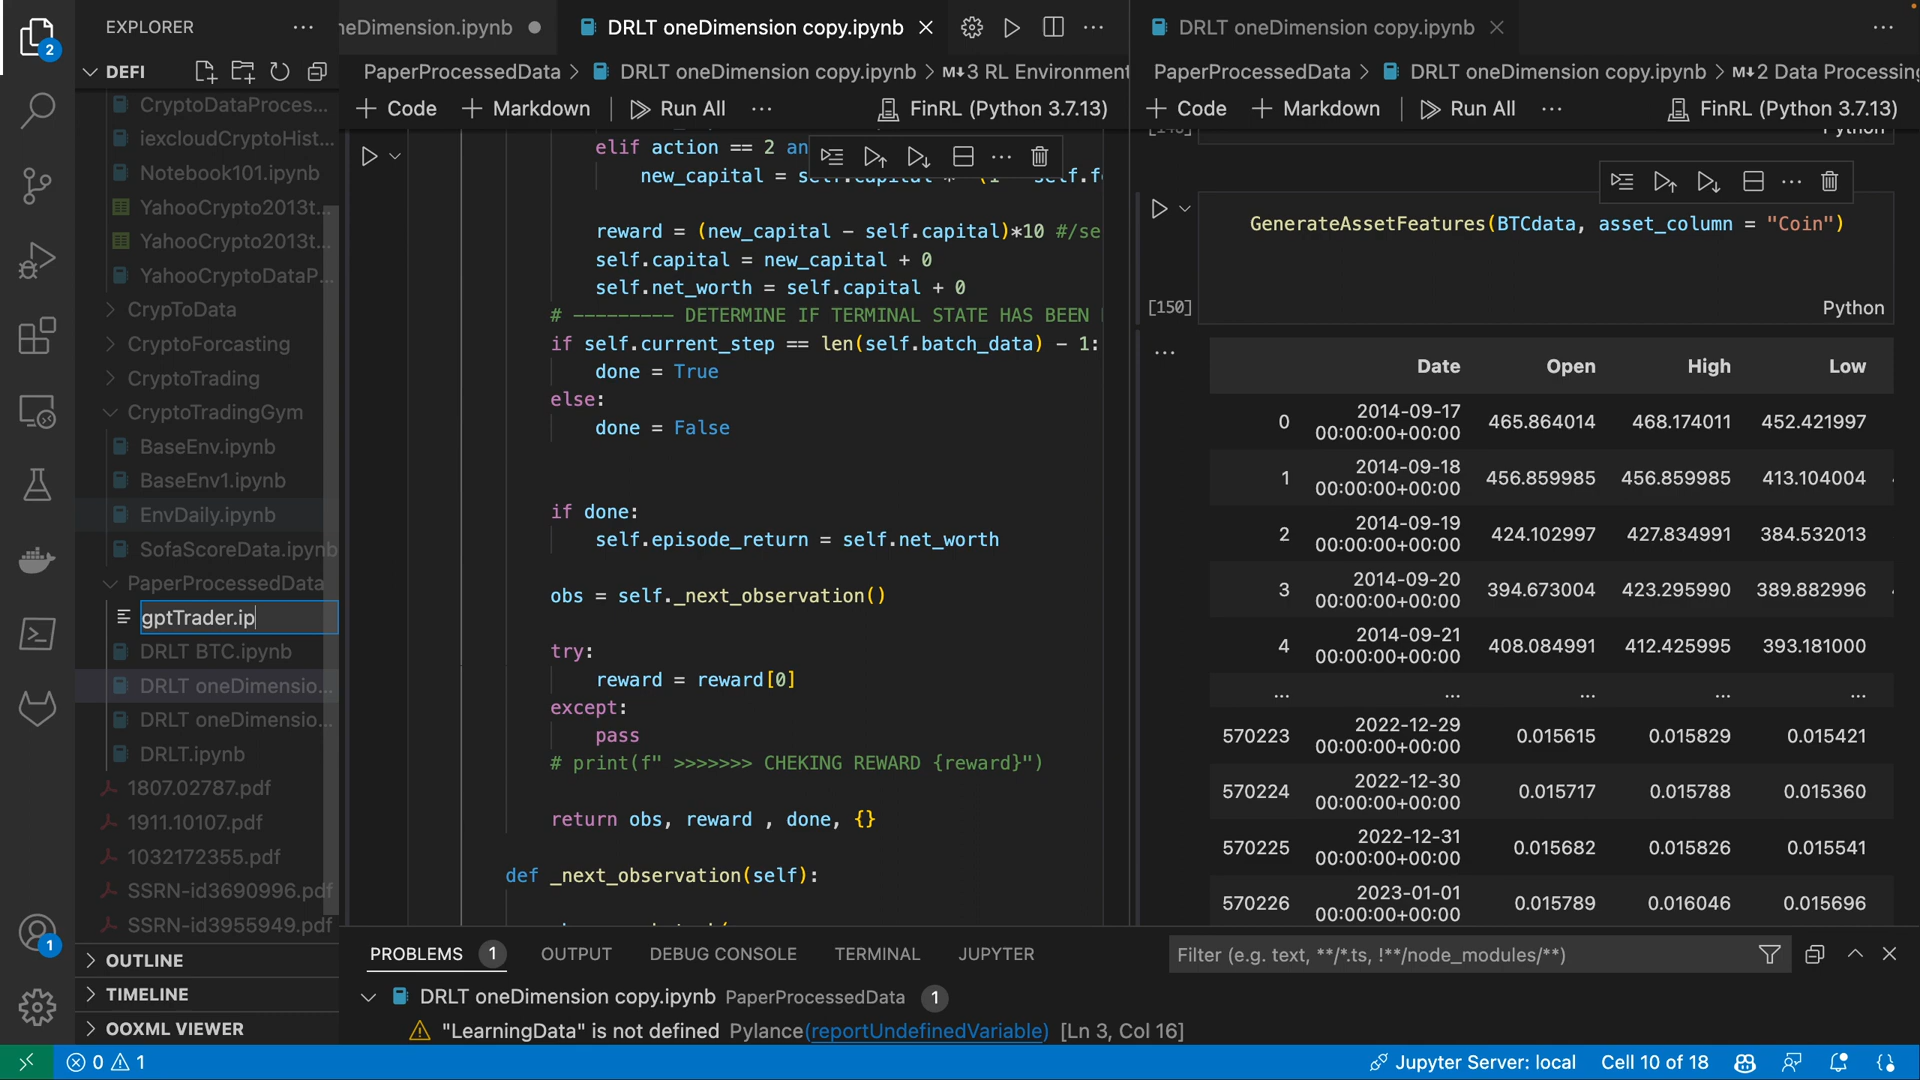 EXPLORER
DEFI
CryptoDataProces...
iexcloudCryptoHist...
Notebook101.ipynb
YahooCrypto2013t...
YahooCrypto2013t...
YahooCryptoDataP...
CrypToData
CryptoForcasting
CryptoTrading
CryptoTradingGym
BaseEnv.ipynb
BaseEnv1.ipynb
EnvDaily.ipynb
SofaScoreData.ipynb
PaperProcessedData
gptTrader.ip
DRLT BTC.ipynb
DRLT oneDimensio...
DRLT oneDimensio...
DRLT.ipynb
1807.02787.pdf
1911.10107.pdf
1032172355.pdf
SSRN-id3690996.pdf
SSRN-id3955949.pdf
OUTLINE
TIMELINE
OOXML VIEWER
2
1
neDimension.ipynb DRLT oneDimension copy.ipynb
PaperProcessedData > DRLT oneDimension copy.ipynb > M↓3 RL Environment
+ Code + Markdown Run All ... FinRL (Python 3.7.13)
elif action == 2 an
new_capital =
reward = (new_capital - self.capital)*10 #/se
self.capital = new_capital + 0
self.net_worth = self.capital + 0
# --------- DETERMINE IF TERMINAL STATE HAS BEEN
if self.current_step == len(self.batch_data) - 1:
done = True
else:
done = False
if done:
self.episode_return = self.net_worth
obs = self._next_observation()
try:
reward = reward[0]
except:
pass
# print(f" >>>>>>> CHEKING REWARD {reward}")
return obs, reward , done, {}
def _next_observation(self):
DRLT oneDimension copy.ipynb
PaperProcessedData > DRLT oneDimension copy.ipynb > M↓2 Data Processing
+ Code + Markdown Run All ... FinRL (Python 3.7.13)
Python
GenerateAssetFeatures(BTCdata, asset_column = "Coin")
[150] Python
... Date Open High Low
0 2014-09-17 00:00:00+00:00 465.864014 468.174011 452.421997
1 2014-09-18 00:00:00+00:00 456.859985 456.859985 413.104004
2 2014-09-19 00:00:00+00:00 424.102997 427.834991 384.532013
3 2014-09-20 00:00:00+00:00 394.673004 423.295990 389.882996
4 2014-09-21 00:00:00+00:00 408.084991 412.425995 393.181000
... ... ... ... ...
570223 2022-12-29 00:00:00+00:00 0.015615 0.015829 0.015421
570224 2022-12-30 00:00:00+00:00 0.015717 0.015788 0.015360
570225 2022-12-31 00:00:00+00:00 0.015682 0.015826 0.015541
570226 2023-01-01 00:00:00+00:00 0.015789 0.016046 0.015696
PROBLEMS 1 OUTPUT DEBUG CONSOLE TERMINAL JUPYTER Filter (e.g. text, **/*.ts, !**/node_modules/**)
DRLT oneDimension copy.ipynb PaperProcessedData 1
"LearningData" is not defined Pylance(reportUndefinedVariable) [Ln 3, Col 16]
0 1 Jupyter Server: local Cell 10 of 18